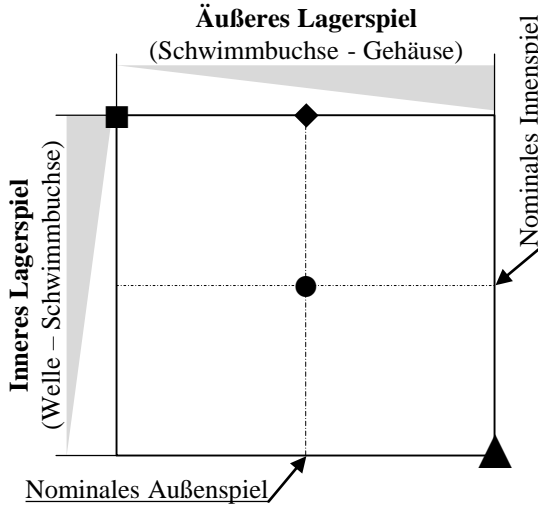 Äußeres Lagerspiel
(Schwimmbuchse - Gehäuse)
Inneres Lagerspiel
(Welle – Schwimmbuchse)
Nominales Innenspiel
Nominales Außenspiel